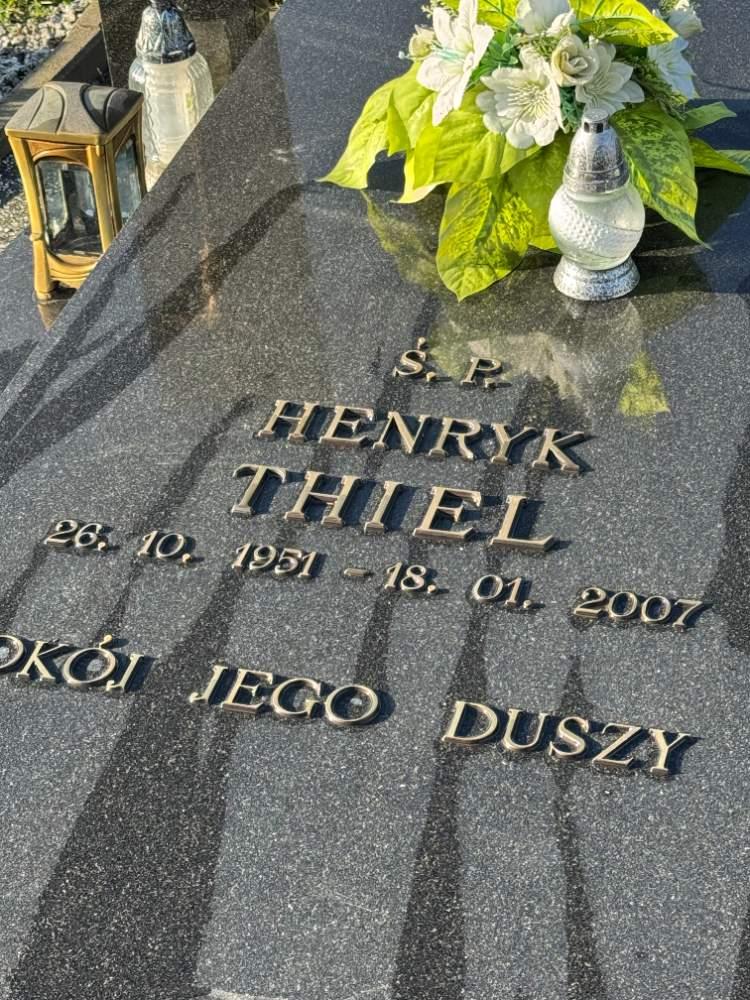 Ś. P.
HENRYK
THIEL
26. 10. 1951 - 18. 01. 2007
OKÓJ JEGO DUSZY